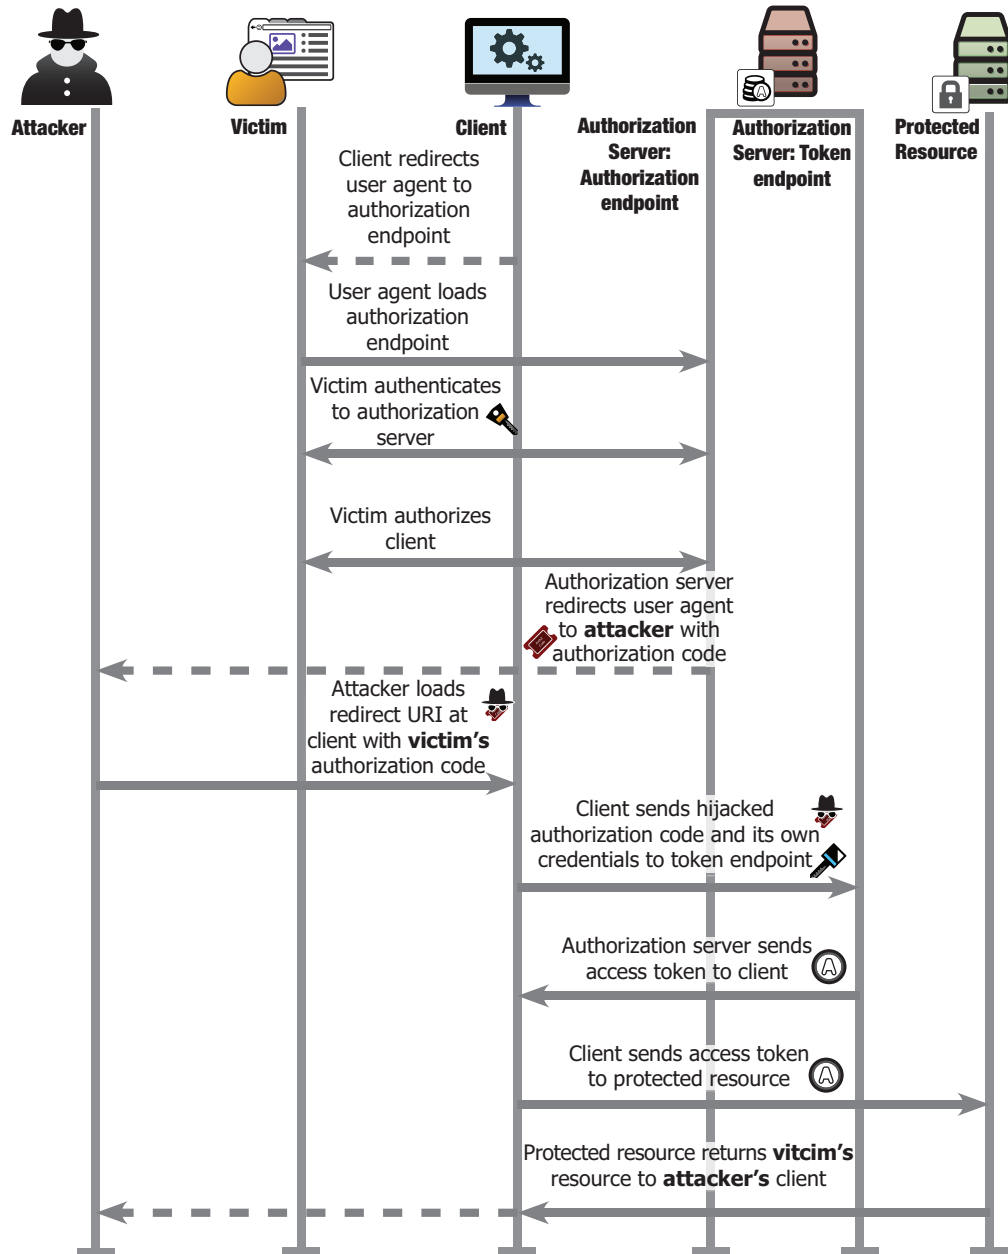 Attacker
Victim
Client
Authorization
Server:
Authorization
endpoint
Authorization
Server: Token
endpoint
Protected
Resource
Client redirects
user agent to
authorization
endpoint
User agent loads
authorization
endpoint
Victim authenticates
to authorization
server
Victim authorizes
client
Authorization server
redirects user agent
to attacker with
authorization code
Attacker loads
redirect URI at
client with victim's
authorization code
Client sends hijacked
authorization code and its own
credentials to token endpoint
Authorization server sends
access token to client
A
Client sends access token
to protected resource
A
Protected resource returns vitcim's
resource to attacker's client